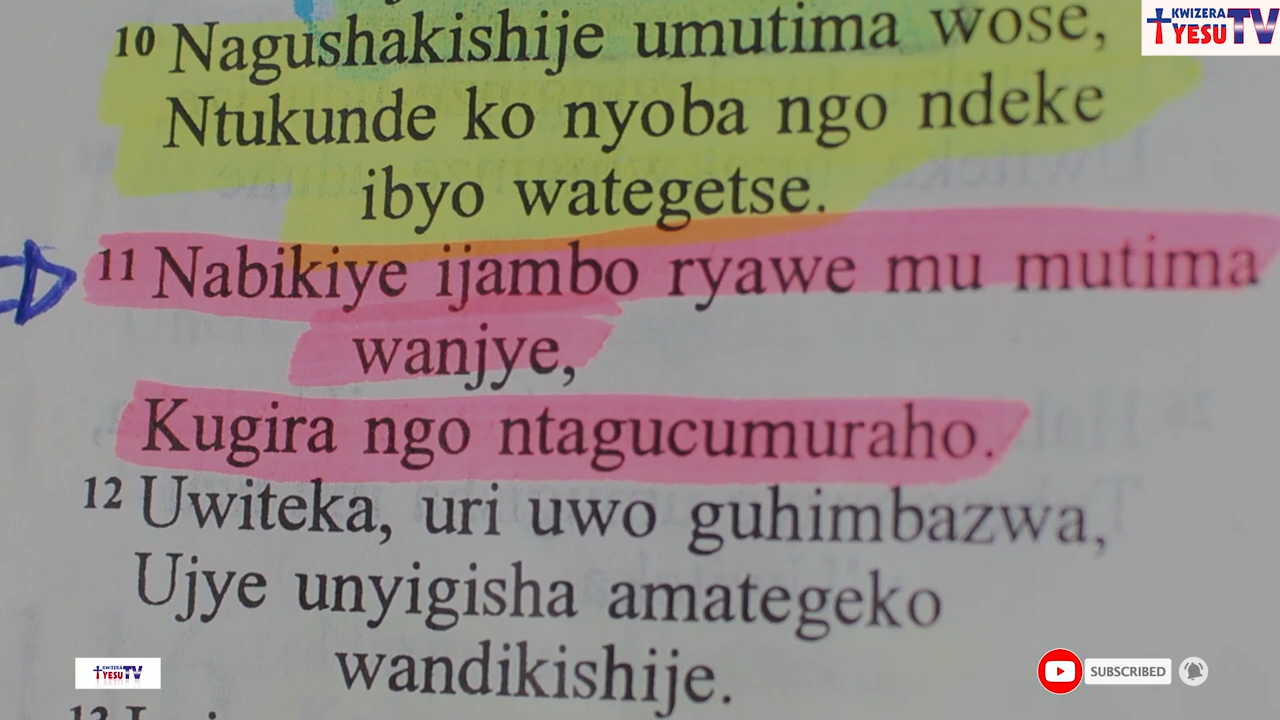 KWIZERA
YESU TV
10 Nagushakishije umutima wose,
Ntukunde ko nyoba ngo ndeke
ibyo wategetse.
11 Nabikiye ijambo ryawe mu mutima
wanjye,
Kugira ngo ntagucumuraho.
12 Uwiteka, uri uwo guhimbazwa,
Ujye unyigisha amategeko
wandikishije.
KWIZERA
YESU TV
SUBSCRIBED